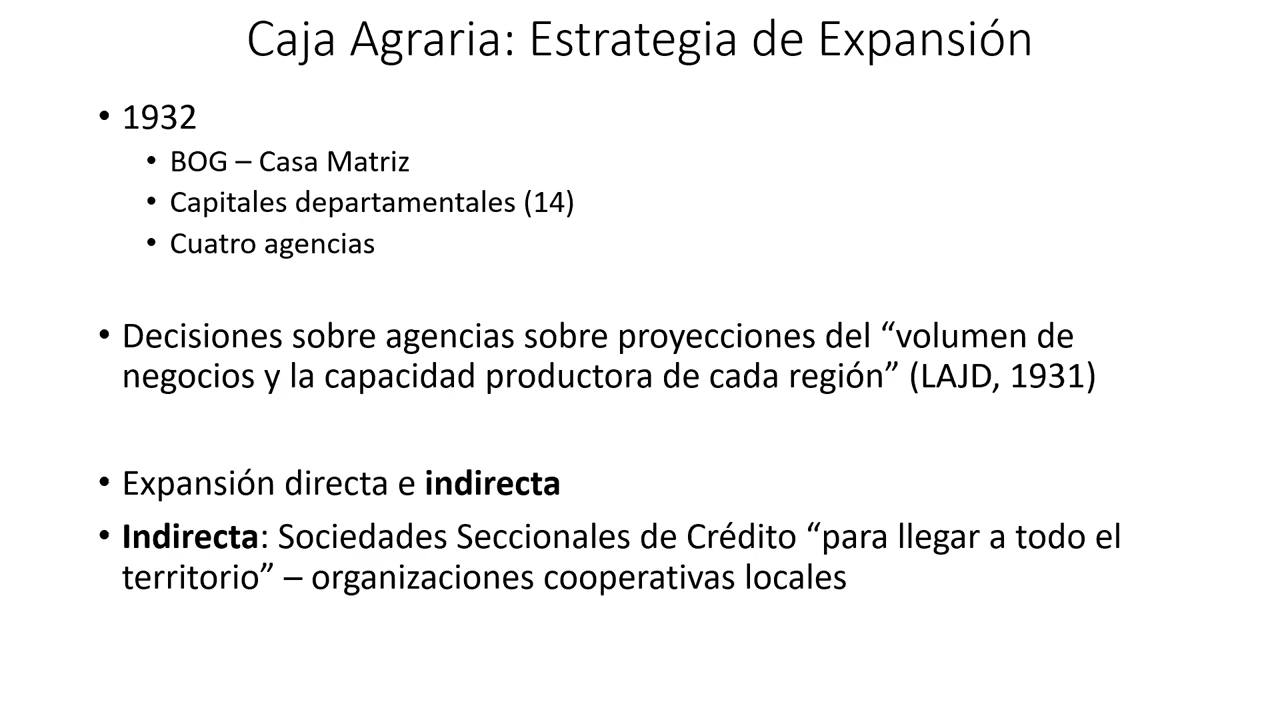 Caja Agraria: Estrategia de Expansión
• 1932
• BOG – Casa Matriz
• Capitales departamentales (14)
• Cuatro agencias
• Decisiones sobre agencias sobre proyecciones del “volumen de
negocios y la capacidad productora de cada región” (LAJD, 1931)
• Expansión directa e indirecta
• Indirecta: Sociedades Seccionales de Crédito “para llegar a todo el
territorio” – organizaciones cooperativas locales